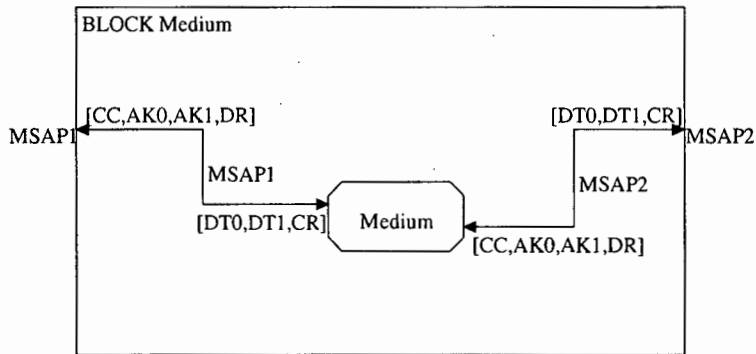 BLOCK Medium
[CC,AK0,AK1,DR]
[DT0,DT1,CR]
MSAP1
MSAP2
MSAP1
MSAP2
Medium
[DT0,DT1,CR]
[CC,AK0,AK1,DR]